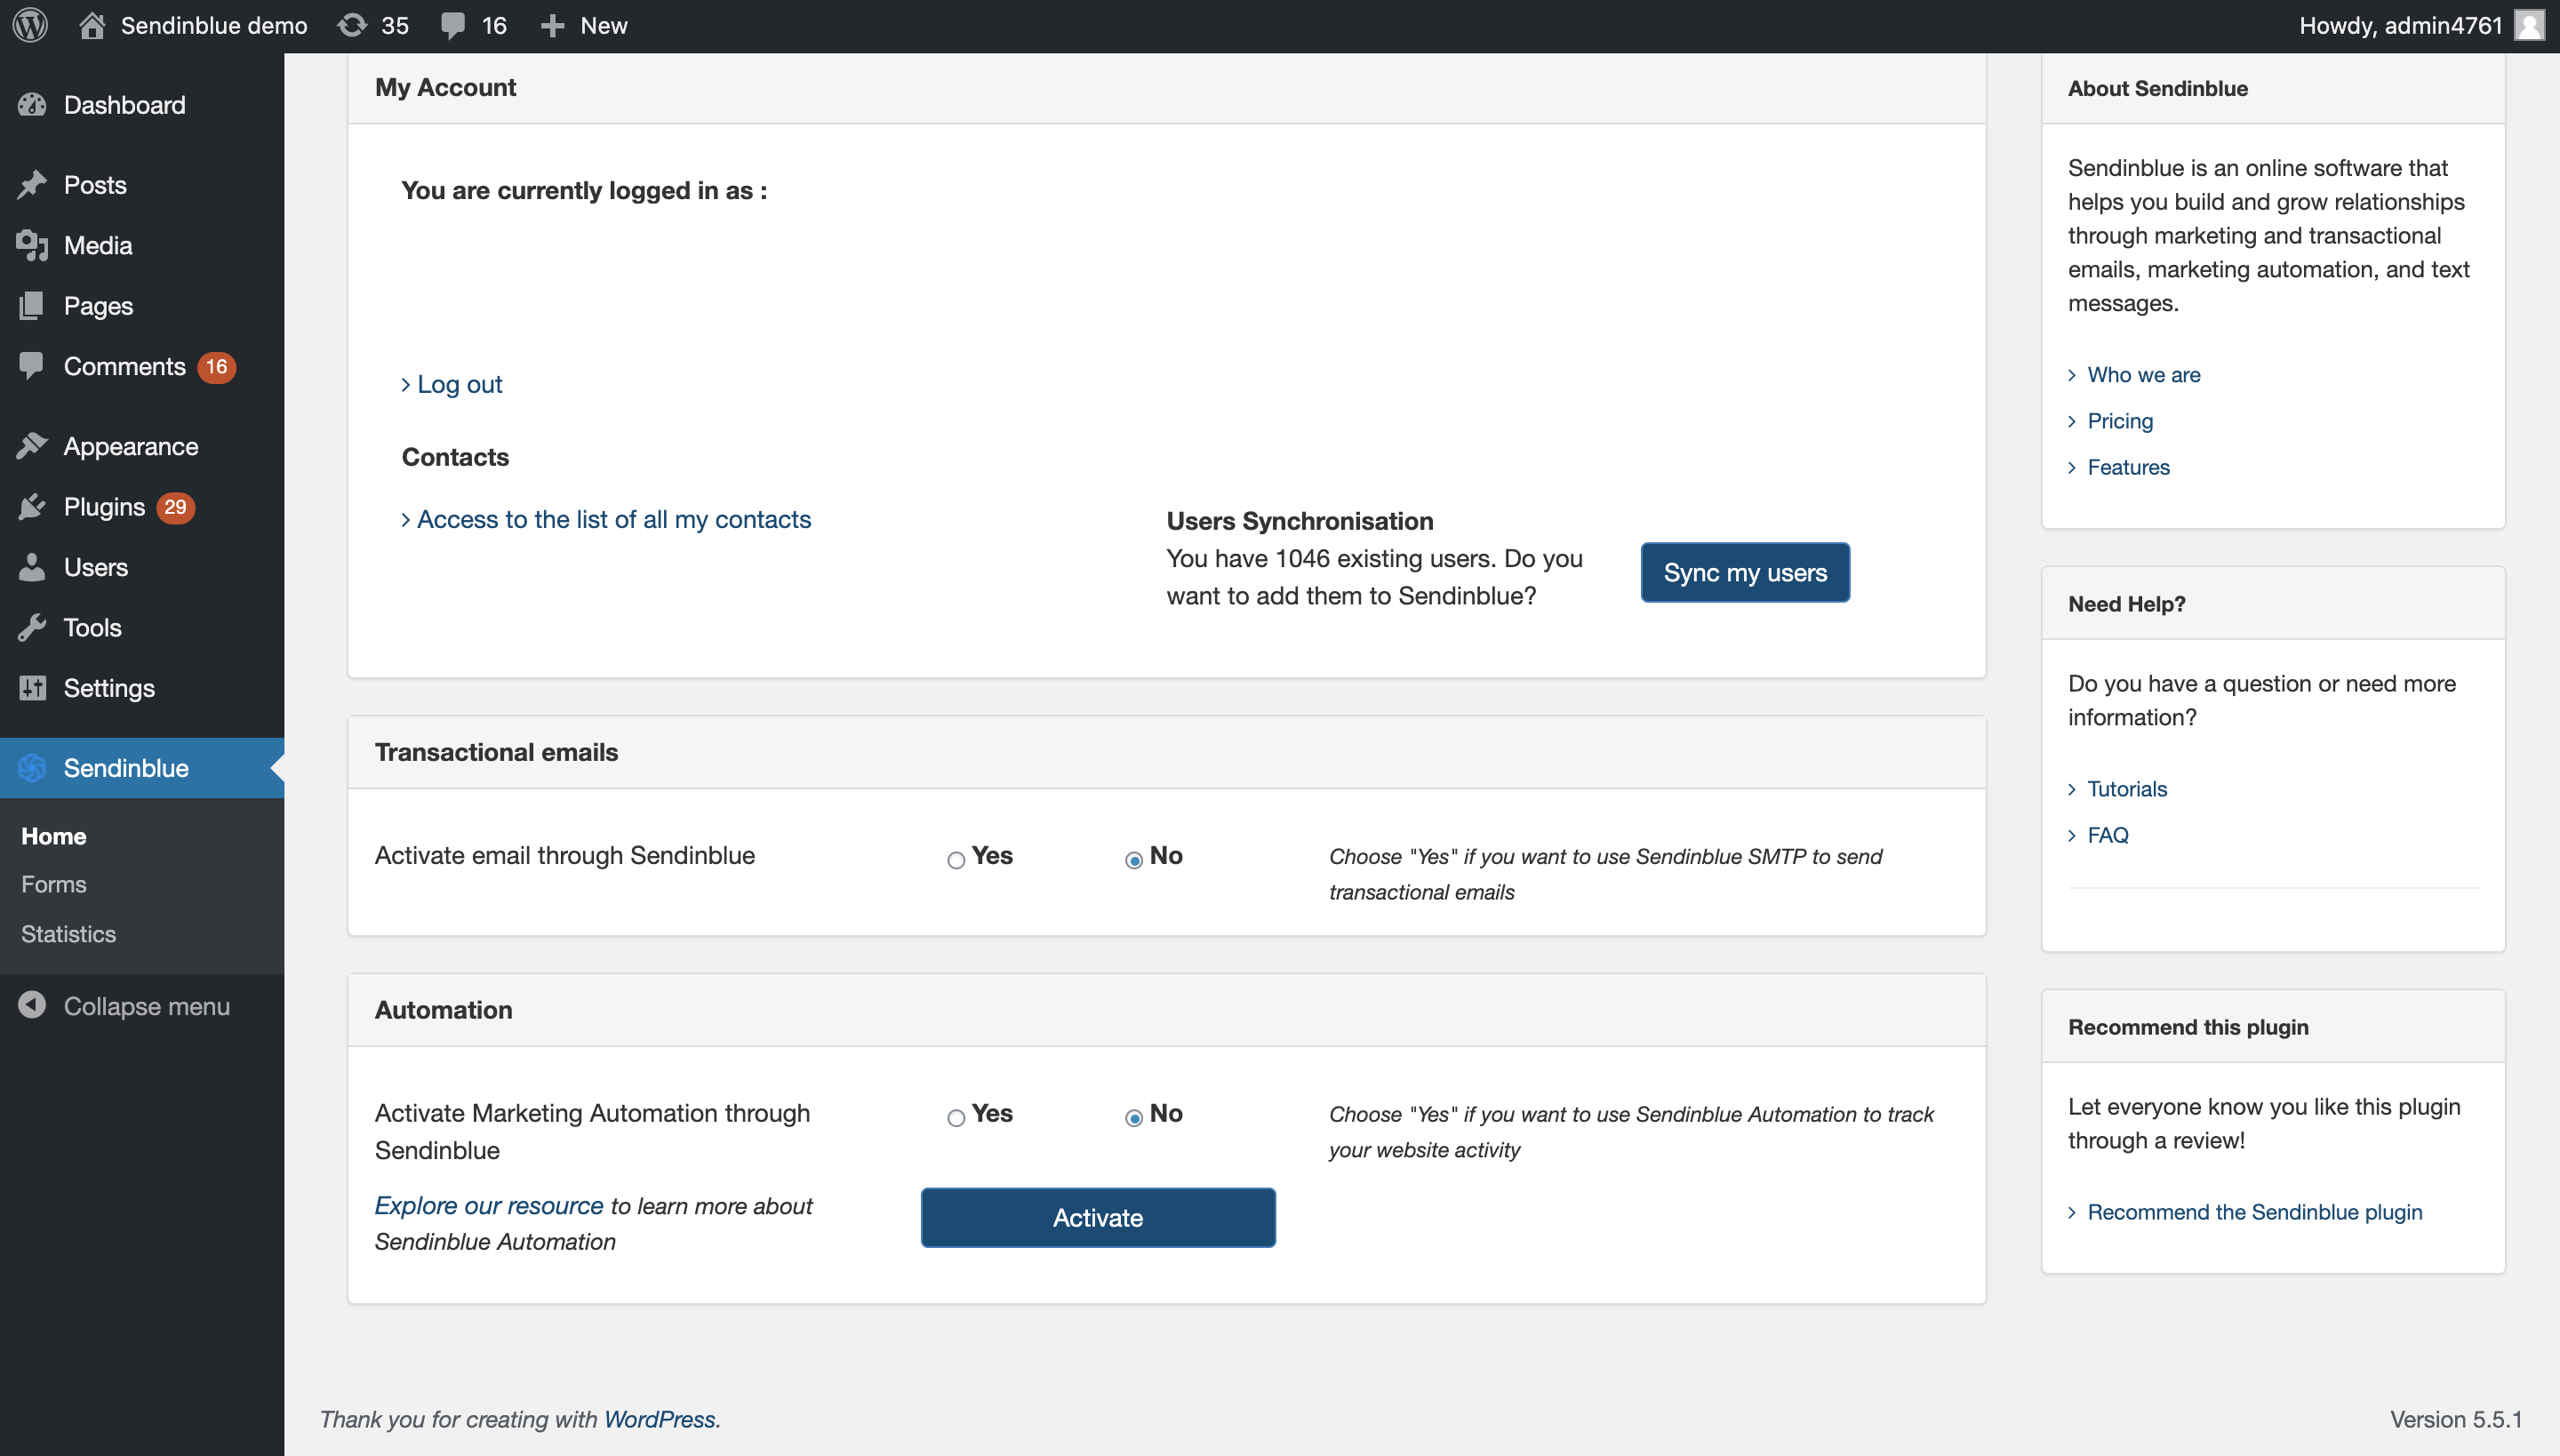 Sendinblue demo 35 16 New Howdy, admin4761
Dashboard
Posts
Media
Pages
Comments 16
Appearance
Plugins 29
Users
Tools
Settings
Sendinblue
Home
Forms
Statistics
Collapse menu
My Account
You are currently logged in as :
Log out
Contacts
Access to the list of all my contacts
Users Synchronisation
You have 1046 existing users. Do you
want to add them to Sendinblue?
Sync my users
Transactional emails
Activate email through Sendinblue
Yes
No
Choose "Yes" if you want to use Sendinblue SMTP to send
transactional emails
Automation
Activate Marketing Automation through
Sendinblue
Yes
No
Choose "Yes" if you want to use Sendinblue Automation to track
your website activity
Explore our resource to learn more about
Sendinblue Automation
Activate
About Sendinblue
Sendinblue is an online software that
helps you build and grow relationships
through marketing and transactional
emails, marketing automation, and text
messages.
Who we are
Pricing
Features
Need Help?
Do you have a question or need more
information?
Tutorials
FAQ
Recommend this plugin
Let everyone know you like this plugin
through a review!
Recommend the Sendinblue plugin
Thank you for creating with WordPress.
Version 5.5.1